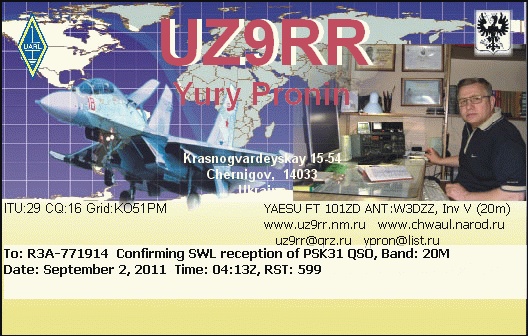 UARL
UZ9RR
Yury Pronin
18
Krasnogvardeyskay 15-54
Chernigov, 14033
Ukraine
ITU:29 CQ:16 Grid:KO51PM
YAESU FT 101ZD ANT:W3DZZ, Inv V (20m)
www.uz9rr.nm.ru www.chwaul.narod.ru
uz9rr@qrz.ru ypron@list.ru
To: R3A-771914 Confirming SWL reception of PSK31 QSO, Band: 20M
Date: September 2, 2011 Time: 04:13Z, RST: 599